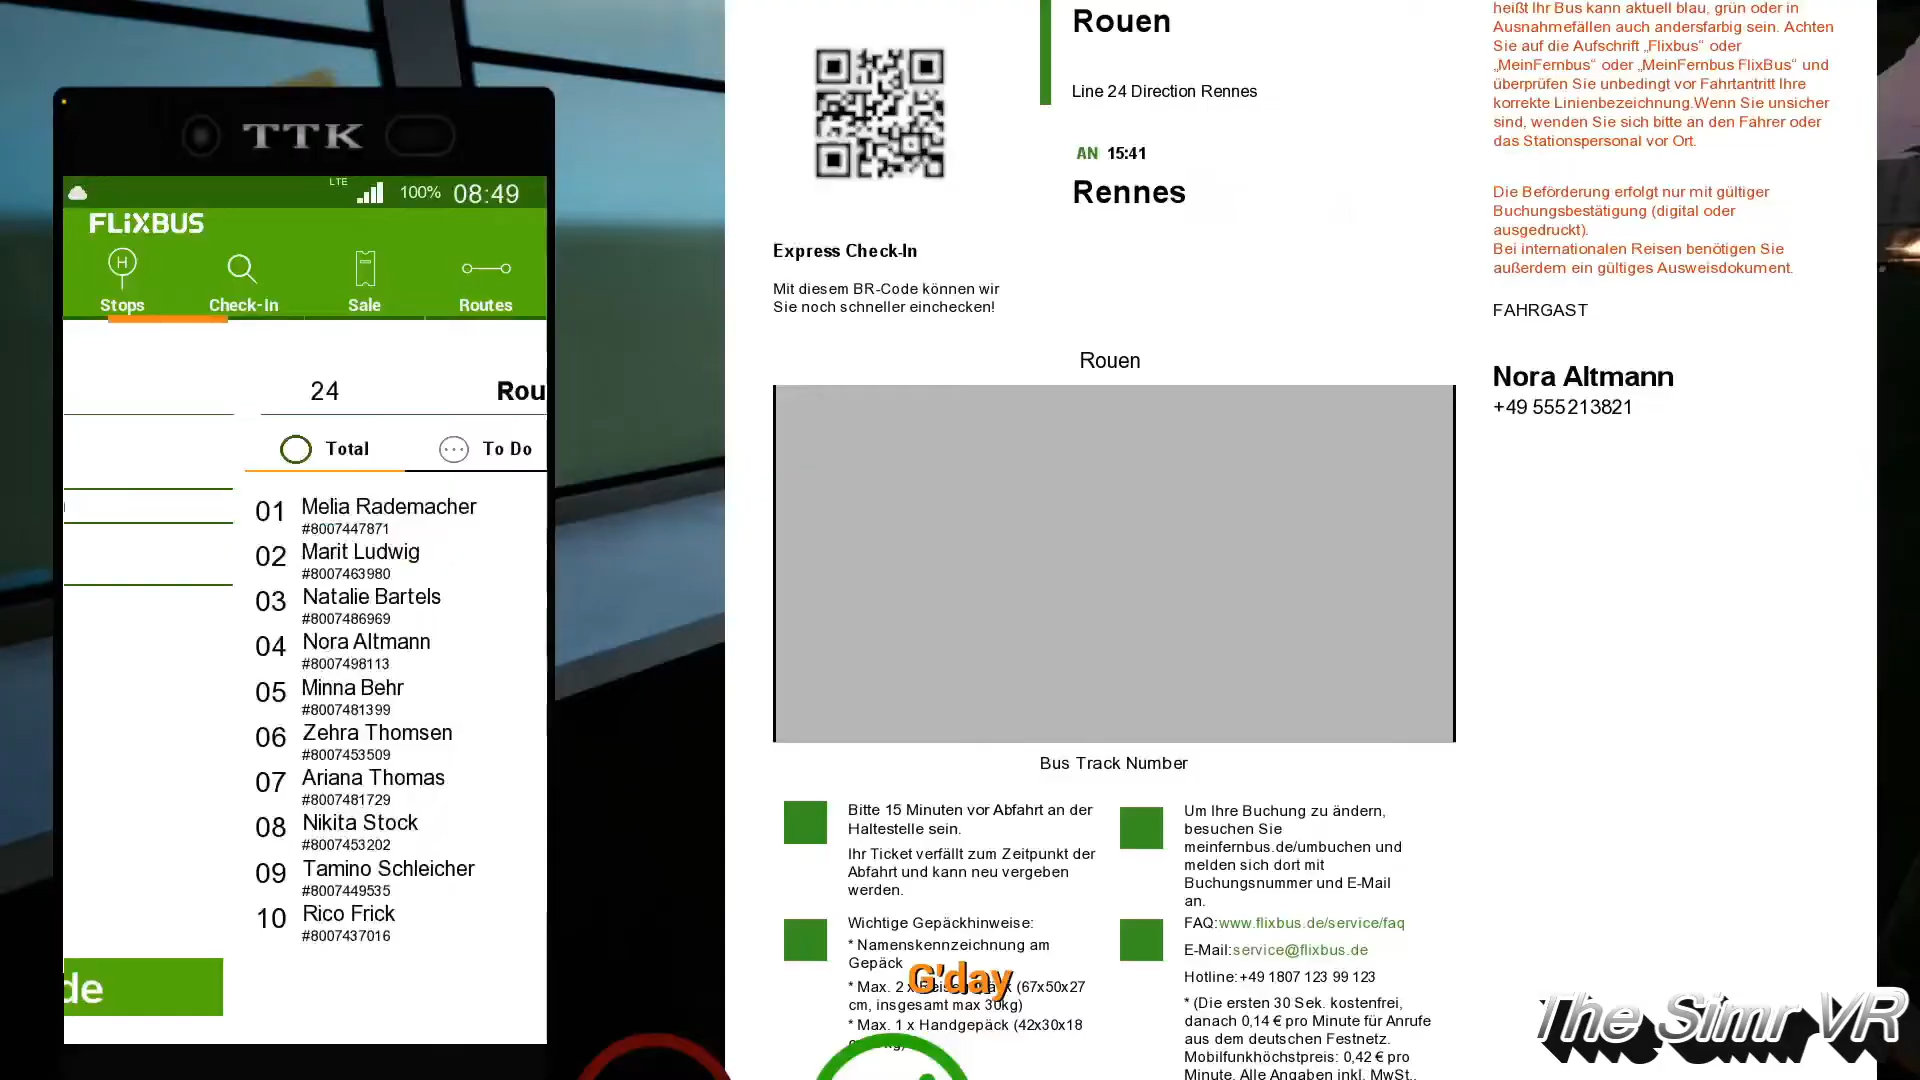 TTK
LTE
100%
08:49
FLiXBUS
H
Stops
Check-In
Sale
Routes
24
Rou
Total
To Do
01 Melia Rademacher
#8007447871
02 Marit Ludwig
#8007463980
03 Natalie Bartels
#8007486969
04 Nora Altmann
#8007498113
05 Minna Behr
#8007481399
06 Zehra Thomsen
#8007453509
07 Ariana Thomas
#8007481729
08 Nikita Stock
#8007453202
09 Tamino Schleicher
#8007449535
10 Rico Frick
#8007437016
de
Rouen
Line 24 Direction Rennes
AN 15:41
Rennes
Express Check-In
Mit diesem BR-Code können wir
Sie noch schneller einchecken!
Rouen
Bus Track Number
Bitte 15 Minuten vor Abfahrt an der
Haltestelle sein.
Ihr Ticket verfällt zum Zeitpunkt der
Abfahrt und kann neu vergeben
werden.
Wichtige Gepäckhinweise:
* Namenskennzeichnung am
Gepäck
* Max. 2 x (67x50x27
cm, insgesamt max 30kg)
* Max. 1 x Handgepäck (42x30x18
G'day
Um Ihre Buchung zu ändern,
besuchen Sie
meinfernbus.de/umbuchen und
melden sich dort mit
Buchungsnummer und E-Mail
an.
FAQ:www.flixbus.de/service/faq
E-Mail:service@flixbus.de
Hotline:+49 1807 123 99 123
* (Die ersten 30 Sek. kostenfrei,
danach 0,14 € pro Minute für Anrufe
aus dem deutschen Festnetz.
Mobilfunkhöchstpreis: 0,42 € pro
Minute. Alle Angaben inkl. MwSt..
heißt Ihr Bus kann aktuell blau, grün oder in
Ausnahmefällen auch andersfarbig sein. Achten
Sie auf die Aufschrift „Flixbus“ oder
„MeinFernbus“ oder „MeinFernbus FlixBus“ und
überprüfen Sie unbedingt vor Fahrtantritt Ihre
korrekte Linienbezeichnung.Wenn Sie unsicher
sind, wenden Sie sich bitte an den Fahrer oder
das Stationspersonal vor Ort.
Die Beförderung erfolgt nur mit gültiger
Buchungsbestätigung (digital oder
ausgedruckt).
Bei internationalen Reisen benötigen Sie
außerdem ein gültiges Ausweisdokument.
FAHRGAST
Nora Altmann
+49 555213821
The Simr VR